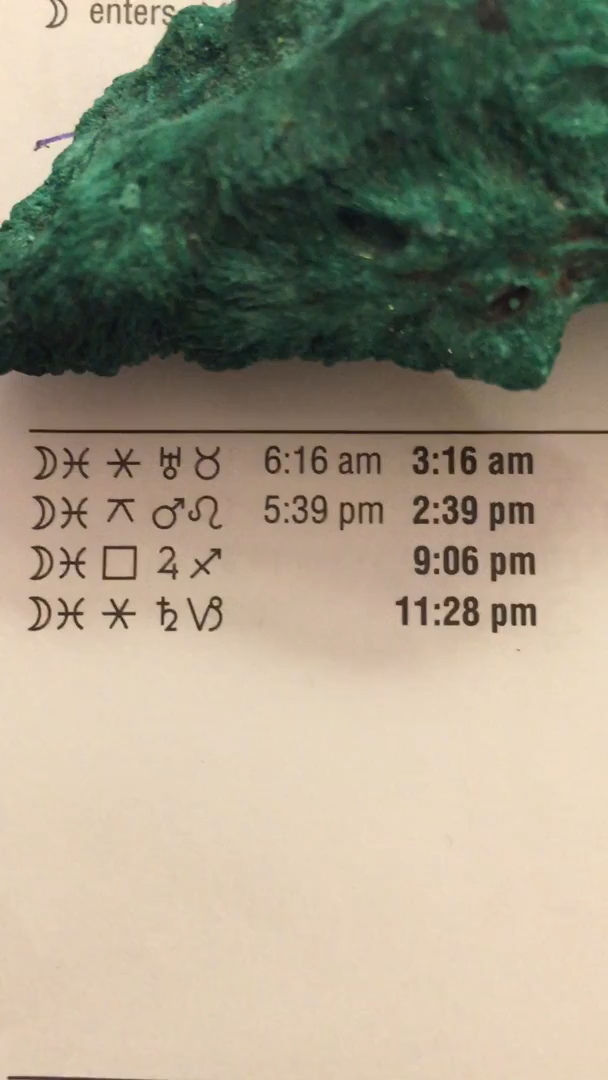 ☽ enters
☽♓ ⚹ ♅♉ 6:16 am 3:16 am
☽♓ ⚻ ♂♌ 5:39 pm 2:39 pm
☽♓ □ ♃♐ 9:06 pm
☽♓ ⚹ ♄♑ 11:28 pm